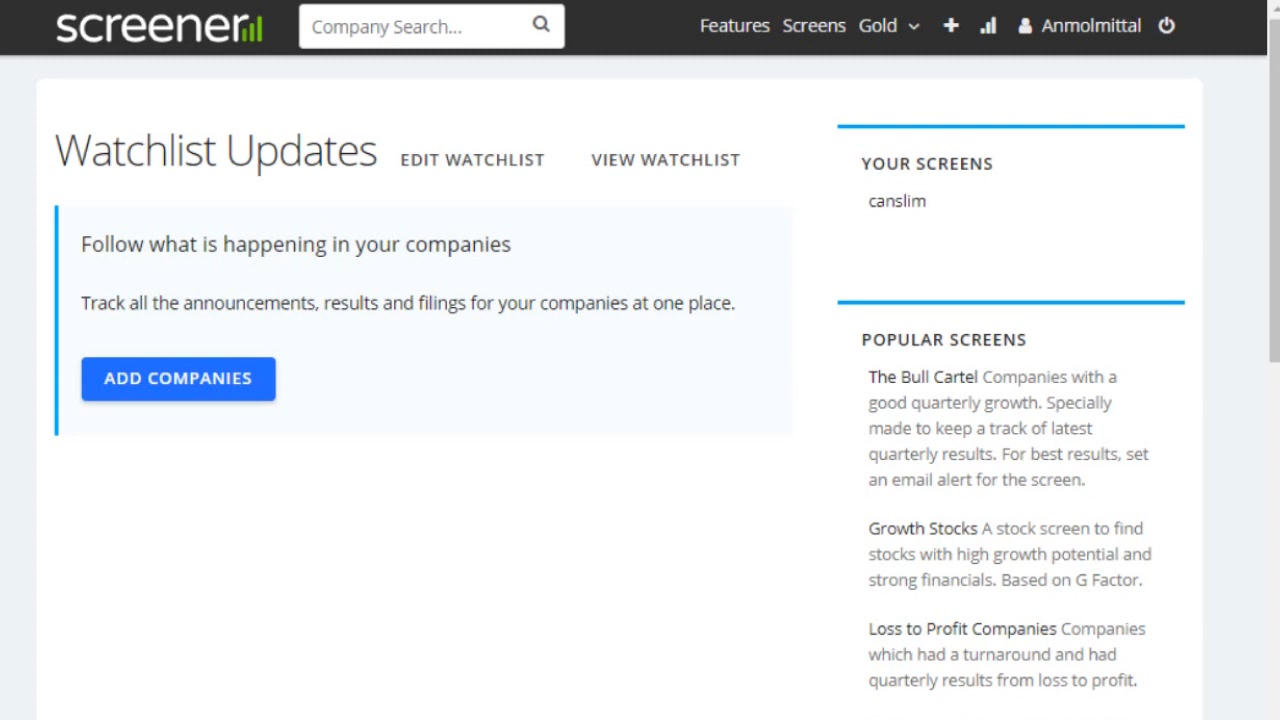 screener
Company Search...
Features Screens Gold Anmolmittal
Watchlist Updates EDIT WATCHLIST VIEW WATCHLIST
Follow what is happening in your companies
Track all the announcements, results and filings for your companies at one place.
ADD COMPANIES
YOUR SCREENS
canslim
POPULAR SCREENS
The Bull Cartel Companies with a
good quarterly growth. Specially
made to keep a track of latest
quarterly results. For best results, set
an email alert for the screen.
Growth Stocks A stock screen to find
stocks with high growth potential and
strong financials. Based on G Factor.
Loss to Profit Companies Companies
which had a turnaround and had
quarterly results from loss to profit.